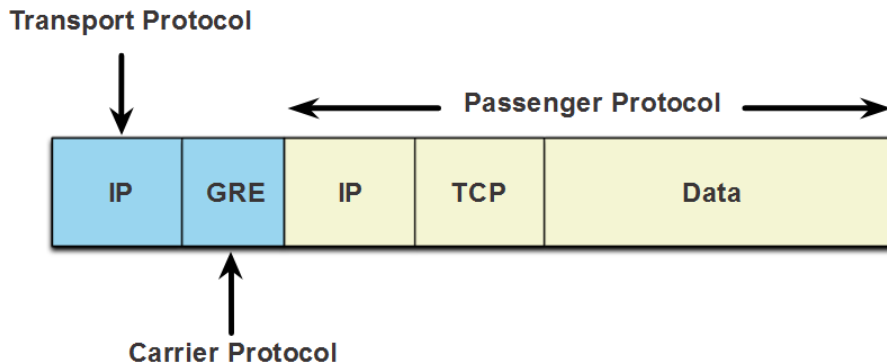 Transport Protocol
Passenger Protocol
IP GRE IP TCP Data
Carrier Protocol